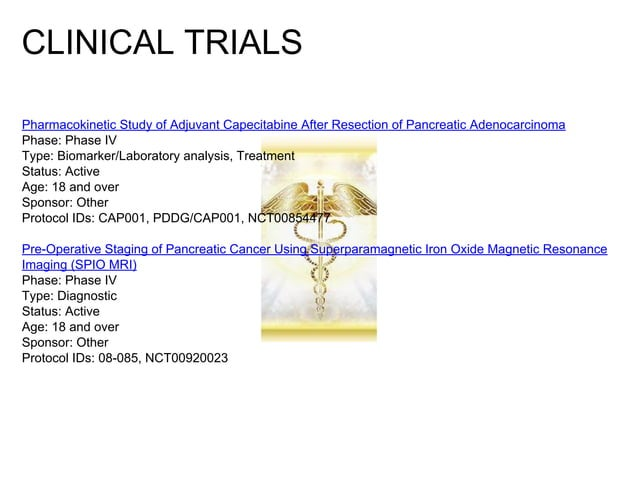 CLINICAL TRIALS
Pharmacokinetic Study of Adjuvant Capecitabine After Resection of Pancreatic Adenocarcinoma
Phase: Phase IV
Type: Biomarker/Laboratory analysis, Treatment
Status: Active
Age: 18 and over
Sponsor: Other
Protocol IDs: CAP001, PDDG/CAP001, NCT00854477
Pre-Operative Staging of Pancreatic Cancer Using Superparamagnetic Iron Oxide Magnetic Resonance
Imaging (SPIO MRI)
Phase: Phase IV
Type: Diagnostic
Status: Active
Age: 18 and over
Sponsor: Other
Protocol IDs: 08-085, NCT00920023